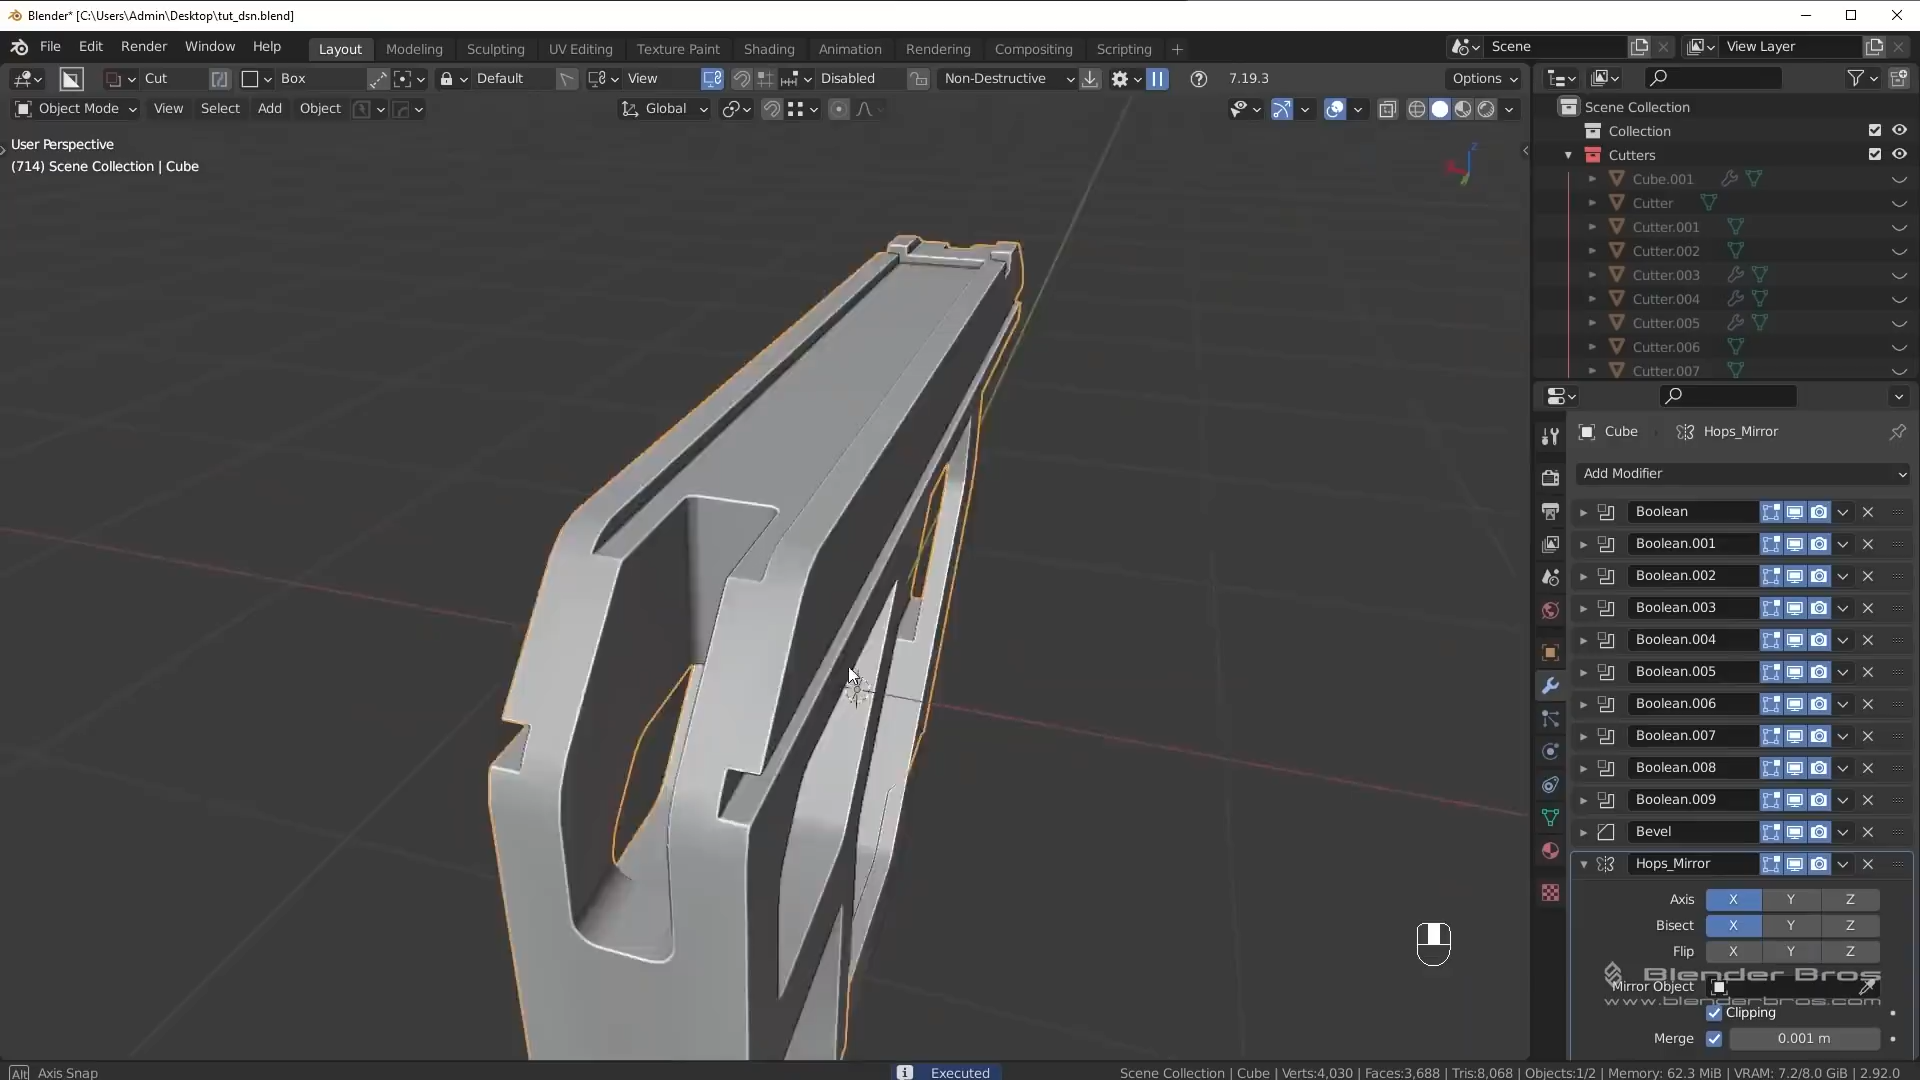 Blender* [C:\Users\Admin\Desktop\tut_dsn.blend]
File Edit Render Window Help Layout Modeling Sculpting UV Editing Texture Paint Shading Animation Rendering Compositing Scripting + Scene View Layer
Cut Box Default View Disabled Non-Destructive 7.19.3 Options
Object Mode View Select Add Object Global
User Perspective
(714) Scene Collection | Cube
Z
Scene Collection
Collection
Cutters
Cube.001
Cutter
Cutter.001
Cutter.002
Cutter.003
Cutter.004
Cutter.005
Cutter.006
Cutter.007
Cube Hops_Mirror
Add Modifier
Boolean
Boolean.001
Boolean.002
Boolean.003
Boolean.004
Boolean.005
Boolean.006
Boolean.007
Boolean.008
Boolean.009
Bevel
Hops_Mirror
Axis X Y Z
Bisect X Y Z
Flip X Y Z
Blender Bros
Mirror Object
www.blenderbros.com
Clipping
Merge 0.001 m
Alt Axis Snap Executed Scene Collection | Cube | Verts:4,030 | Faces:3,688 | Tris:8,068 | Objects:1/2 | Memory: 62.3 MiB | VRAM: 7.2/8.0 GiB | 2.92.0